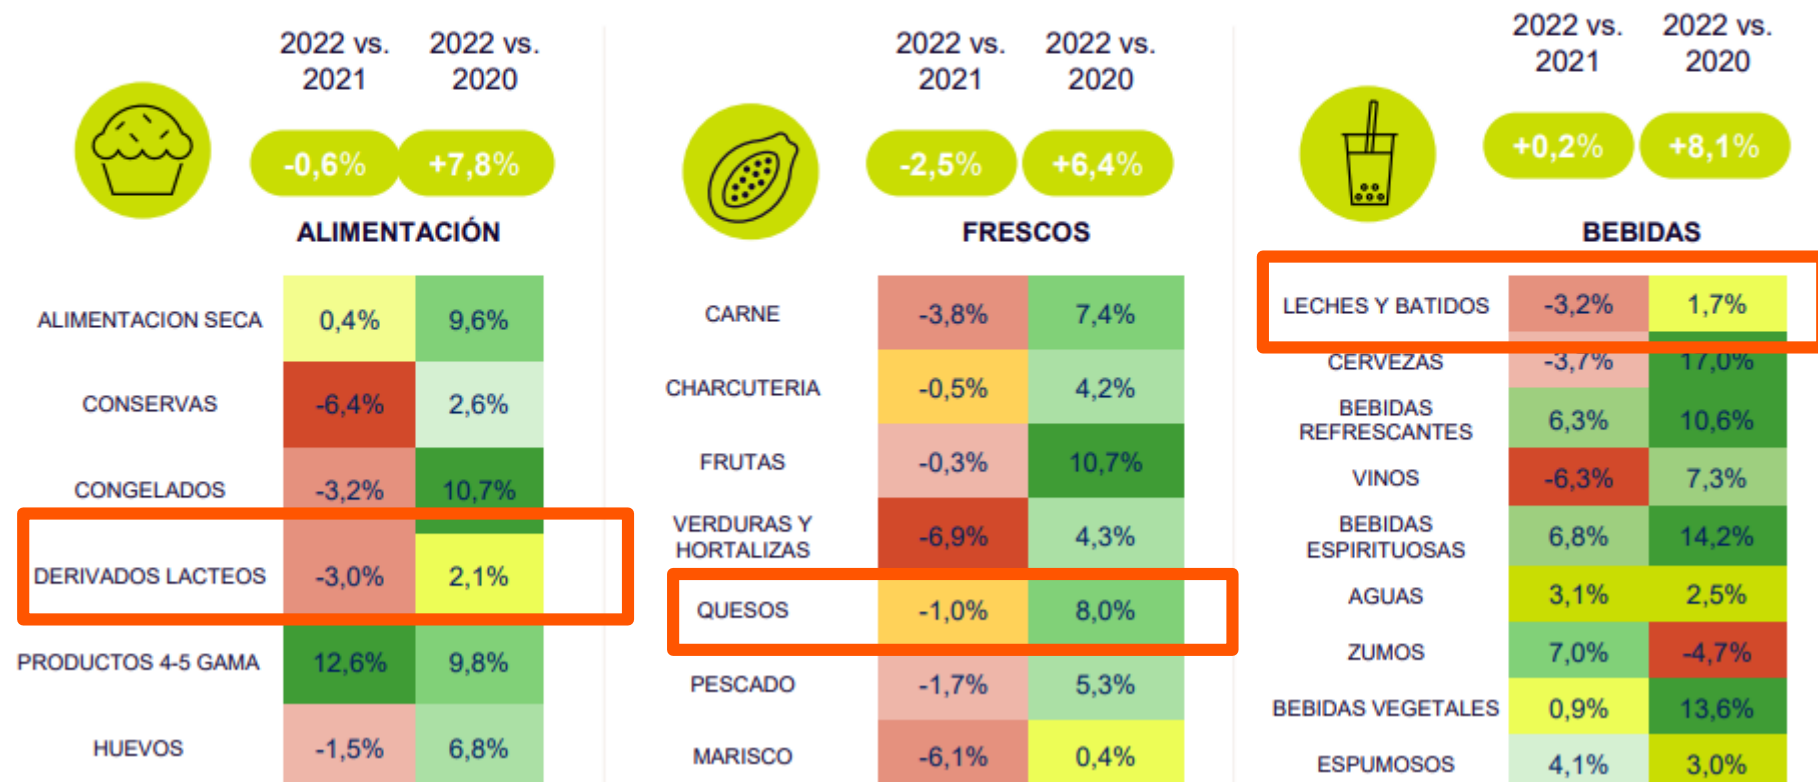 2022 vs. 2021
2022 vs. 2020
-0,6%
+7,8%
ALIMENTACIÓN
ALIMENTACION SECA 0,4% 9,6%
CONSERVAS -6,4% 2,6%
CONGELADOS -3,2% 10,7%
DERIVADOS LACTEOS -3,0% 2,1%
PRODUCTOS 4-5 GAMA 12,6% 9,8%
HUEVOS -1,5% 6,8%
2022 vs. 2021
2022 vs. 2020
-2,5%
+6,4%
FRESCOS
CARNE -3,8% 7,4%
CHARCUTERIA -0,5% 4,2%
FRUTAS -0,3% 10,7%
VERDURAS Y
HORTALIZAS -6,9% 4,3%
QUESOS -1,0% 8,0%
PESCADO -1,7% 5,3%
MARISCO -6,1% 0,4%
2022 vs. 2021
2022 vs. 2020
+0,2%
+8,1%
BEBIDAS
LECHES Y BATIDOS -3,2% 1,7%
CERVEZAS -3,7% 17,0%
BEBIDAS
REFRESCANTES 6,3% 10,6%
VINOS -6,3% 7,3%
BEBIDAS
ESPIRITUOSAS 6,8% 14,2%
AGUAS 3,1% 2,5%
ZUMOS 7,0% -4,7%
BEBIDAS VEGETALES 0,9% 13,6%
ESPUMOSOS 4,1% 3,0%